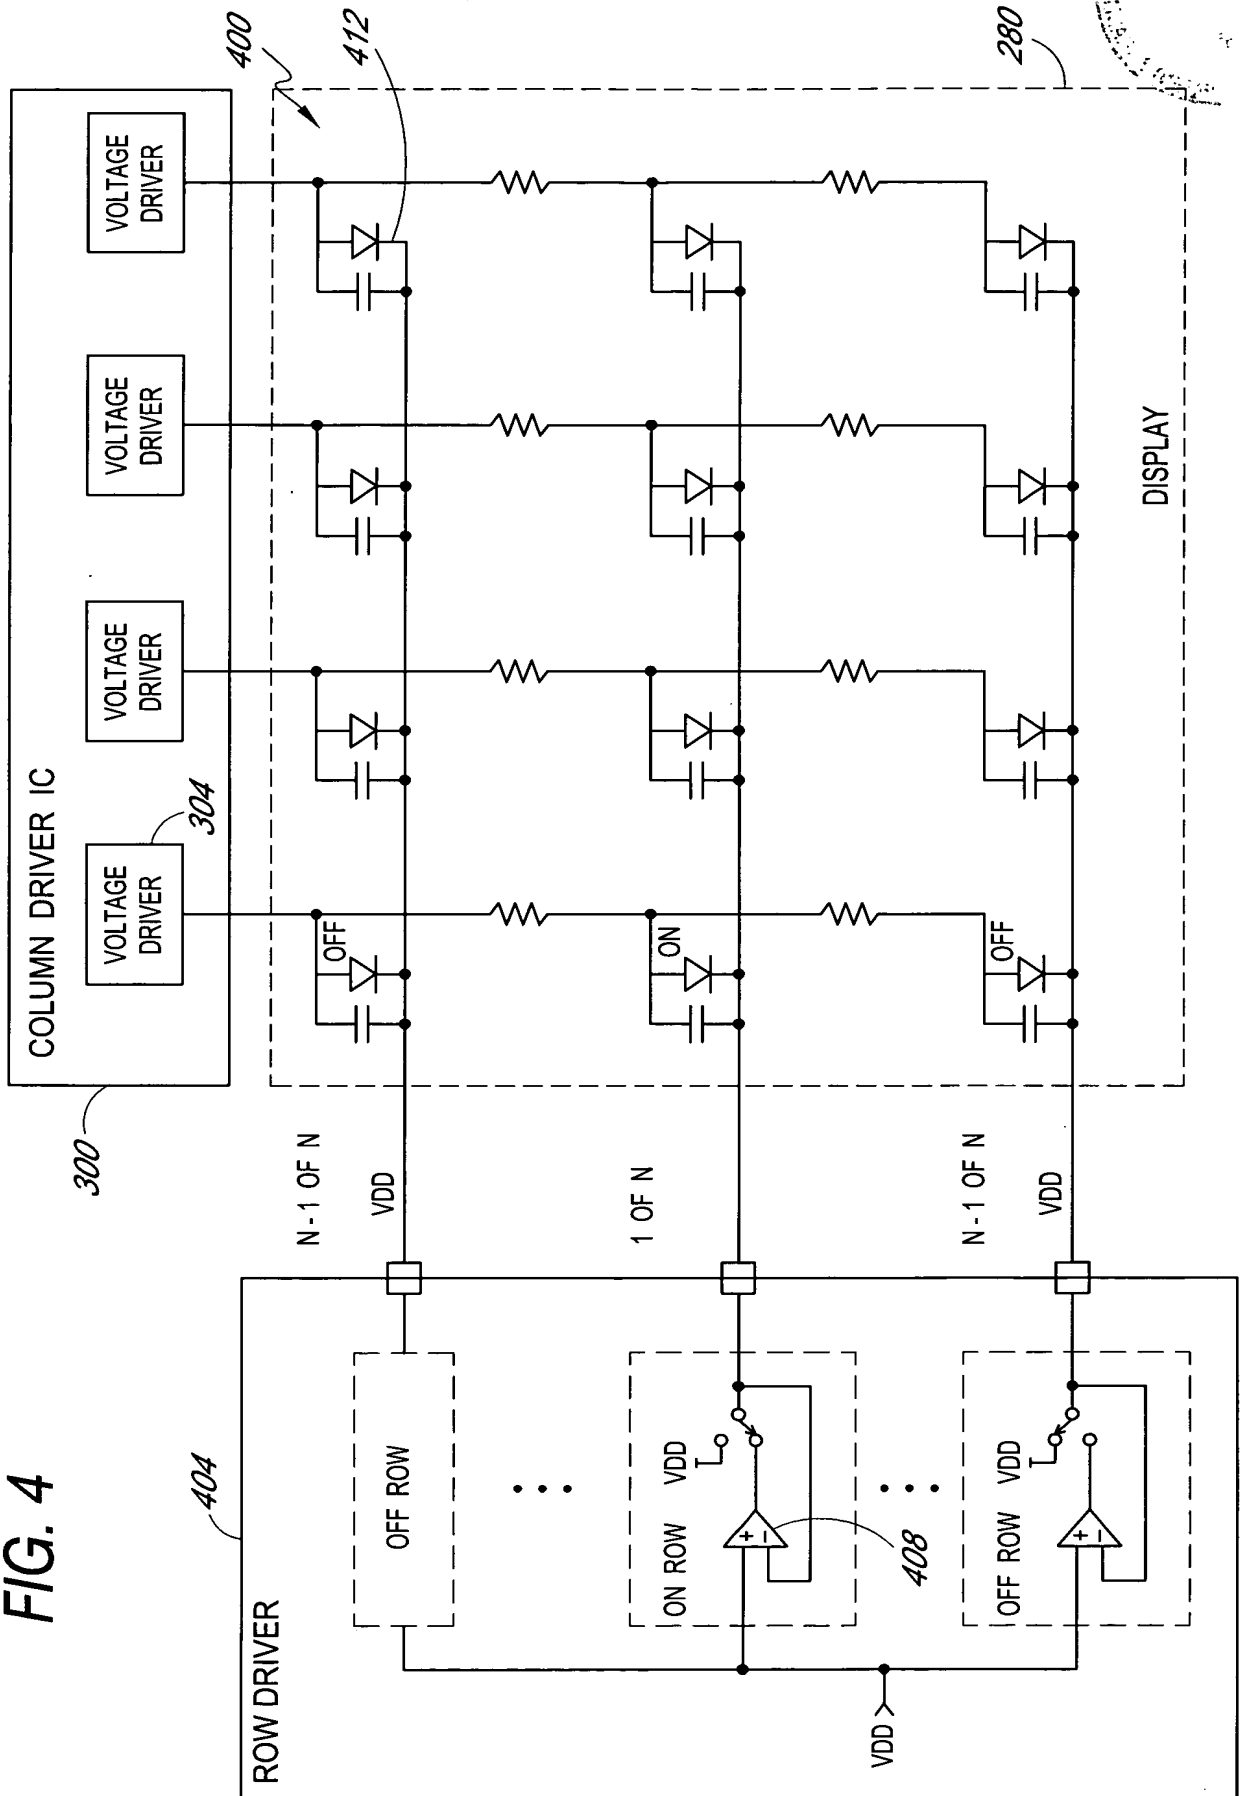 FIG. 4
404
ROW DRIVER
OFF ROW
ON ROW
VDD
408
OFF ROW
VDD
VDD
N-1 OF N
VDD
1 OF N
N-1 OF N
VDD
300
COLUMN DRIVER IC
VOLTAGE
DRIVER
304
VOLTAGE
DRIVER
VOLTAGE
DRIVER
VOLTAGE
DRIVER
400
412
280
OFF
ON
OFF
DISPLAY